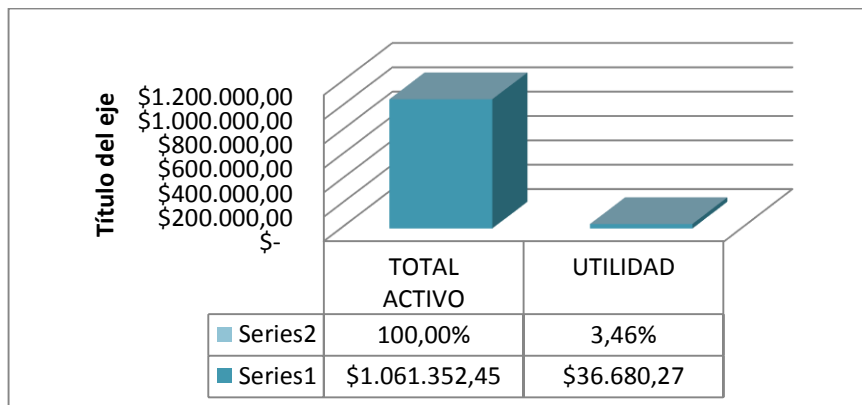 Título del eje
$1.200.000,00
$1.000.000,00
$800.000,00
$600.000,00
$400.000,00
$200.000,00
$-
TOTAL ACTIVO
UTILIDAD
Series2 100,00% 3,46%
Series1 $1.061.352,45 $36.680,27